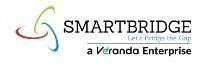 SMARTBRIDGE
Let's Bridge the Gap
a Veranda Enterprise